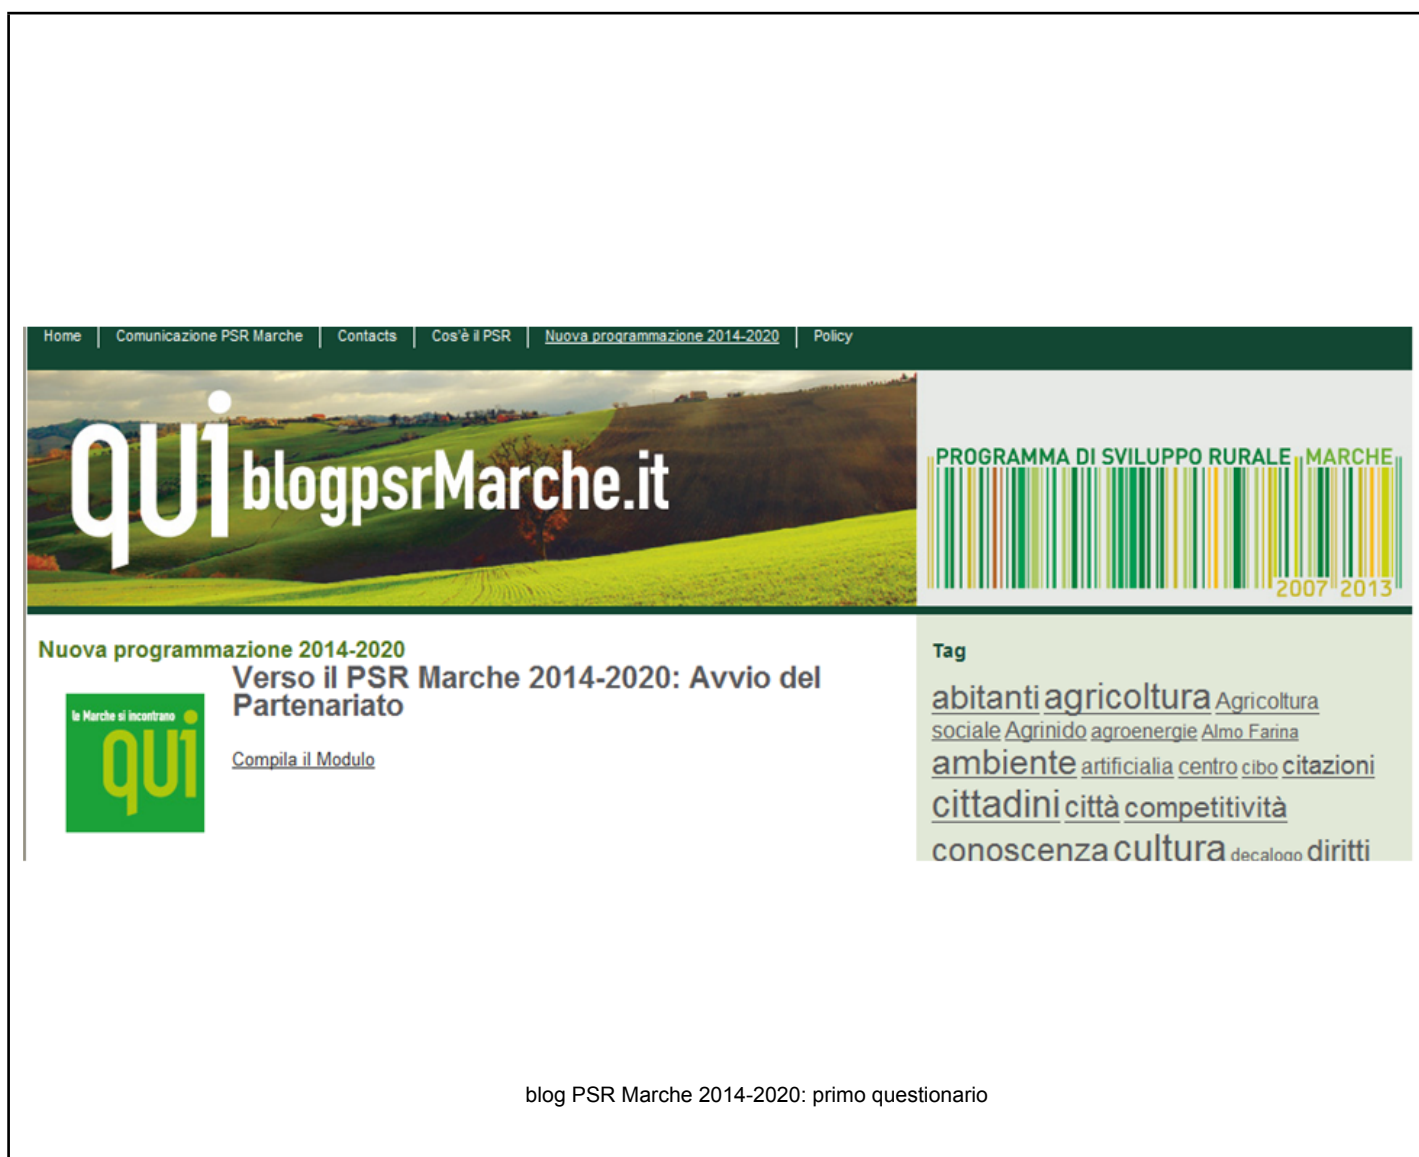 Home Comunicazione PSR Marche Contacts Cos'è il PSR Nuova programmazione 2014-2020 Policy
qui blogpsrMarche.it
PROGRAMMA DI SVILUPPO RURALE MARCHE
2007 2013
Nuova programmazione 2014-2020
Verso il PSR Marche 2014-2020: Avvio del
Partenariato
le Marche si incontrano
qui
Compila il Modulo
Tag
abitanti agricoltura Agricoltura
sociale Agrinido agroenergie Almo Farina
ambiente artificialia centro cibo citazioni
cittadini città competitività
conoscenza cultura decalogo diritti
blog PSR Marche 2014-2020: primo questionario